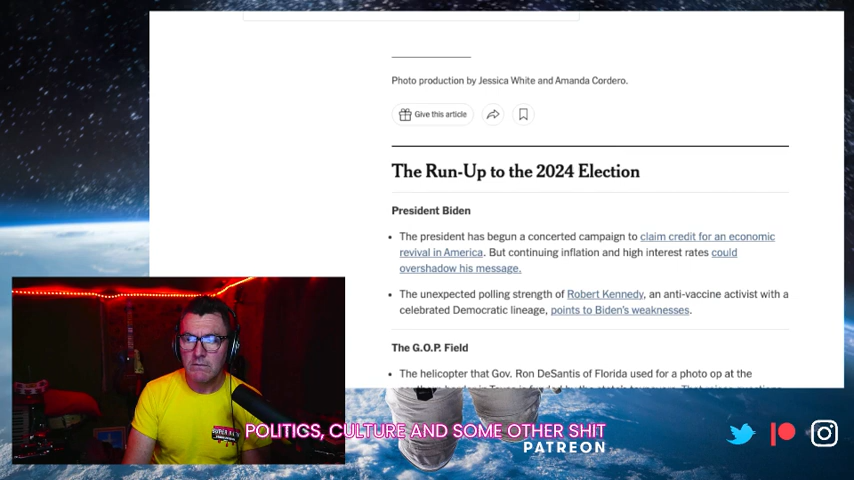 Photo production by Jessica White and Amanda Cordero.
Give this article
The Run-Up to the 2024 Election
President Biden
• The president has begun a concerted campaign to claim credit for an economic
revival in America. But continuing inflation and high interest rates could
overshadow his message.
• The unexpected polling strength of Robert Kennedy, an anti-vaccine activist with a
celebrated Democratic lineage, points to Biden's weaknesses.
The G.O.P. Field
• The helicopter that Gov. Ron DeSantis of Florida used for a photo op at the
POLITICS, CULTURE AND SOME OTHER SHIT
PATREON